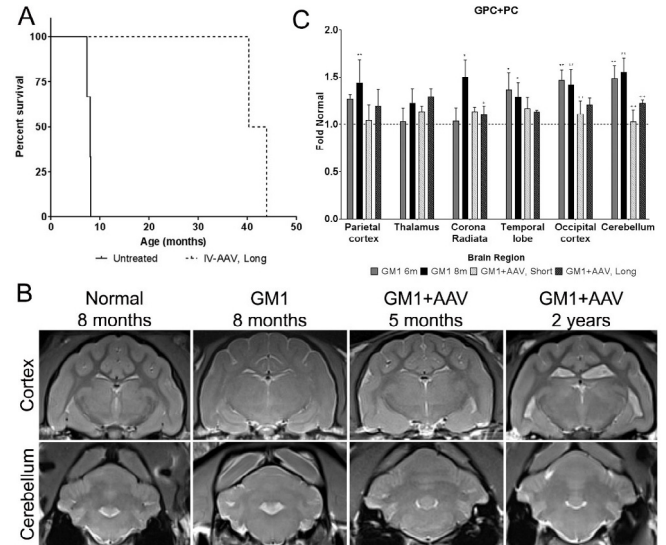 A
100
75
50
25
0
Percent survival
0 10 20 30 40 50
Age (months)
Untreated IV-AAV, Long
C
GPC+PC
2.0
1.5
1.0
0.5
0.0
Fold Normal
Parietal cortex
Thalamus
Corona Radiata
Temporal lobe
Occipital cortex
Cerebellum
Brain Region
GM1 6m GM1 8m GM1+AAV, Short GM1+AAV, Long
B
Normal
8 months
GM1
8 months
GM1+AAV
5 months
GM1+AAV
2 years
Cortex
Cerebellum